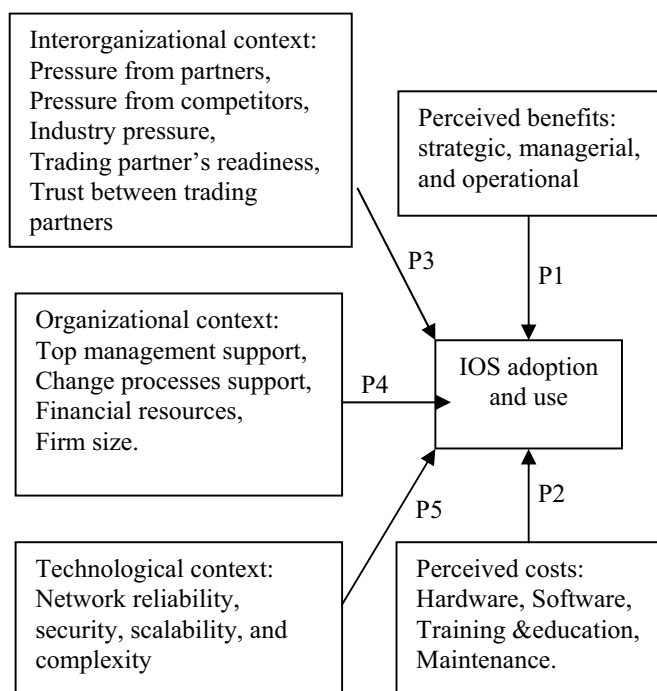 Interorganizational context:
Pressure from partners,
Pressure from competitors,
Industry pressure,
Trading partner's readiness,
Trust between trading
partners
Perceived benefits:
strategic, managerial,
and operational
P3
P1
Organizational context:
Top management support,
Change processes support,
Financial resources,
Firm size.
P4
IOS adoption
and use
P5
P2
Technological context:
Network reliability,
security, scalability, and
complexity
Perceived costs:
Hardware, Software,
Training &education,
Maintenance.